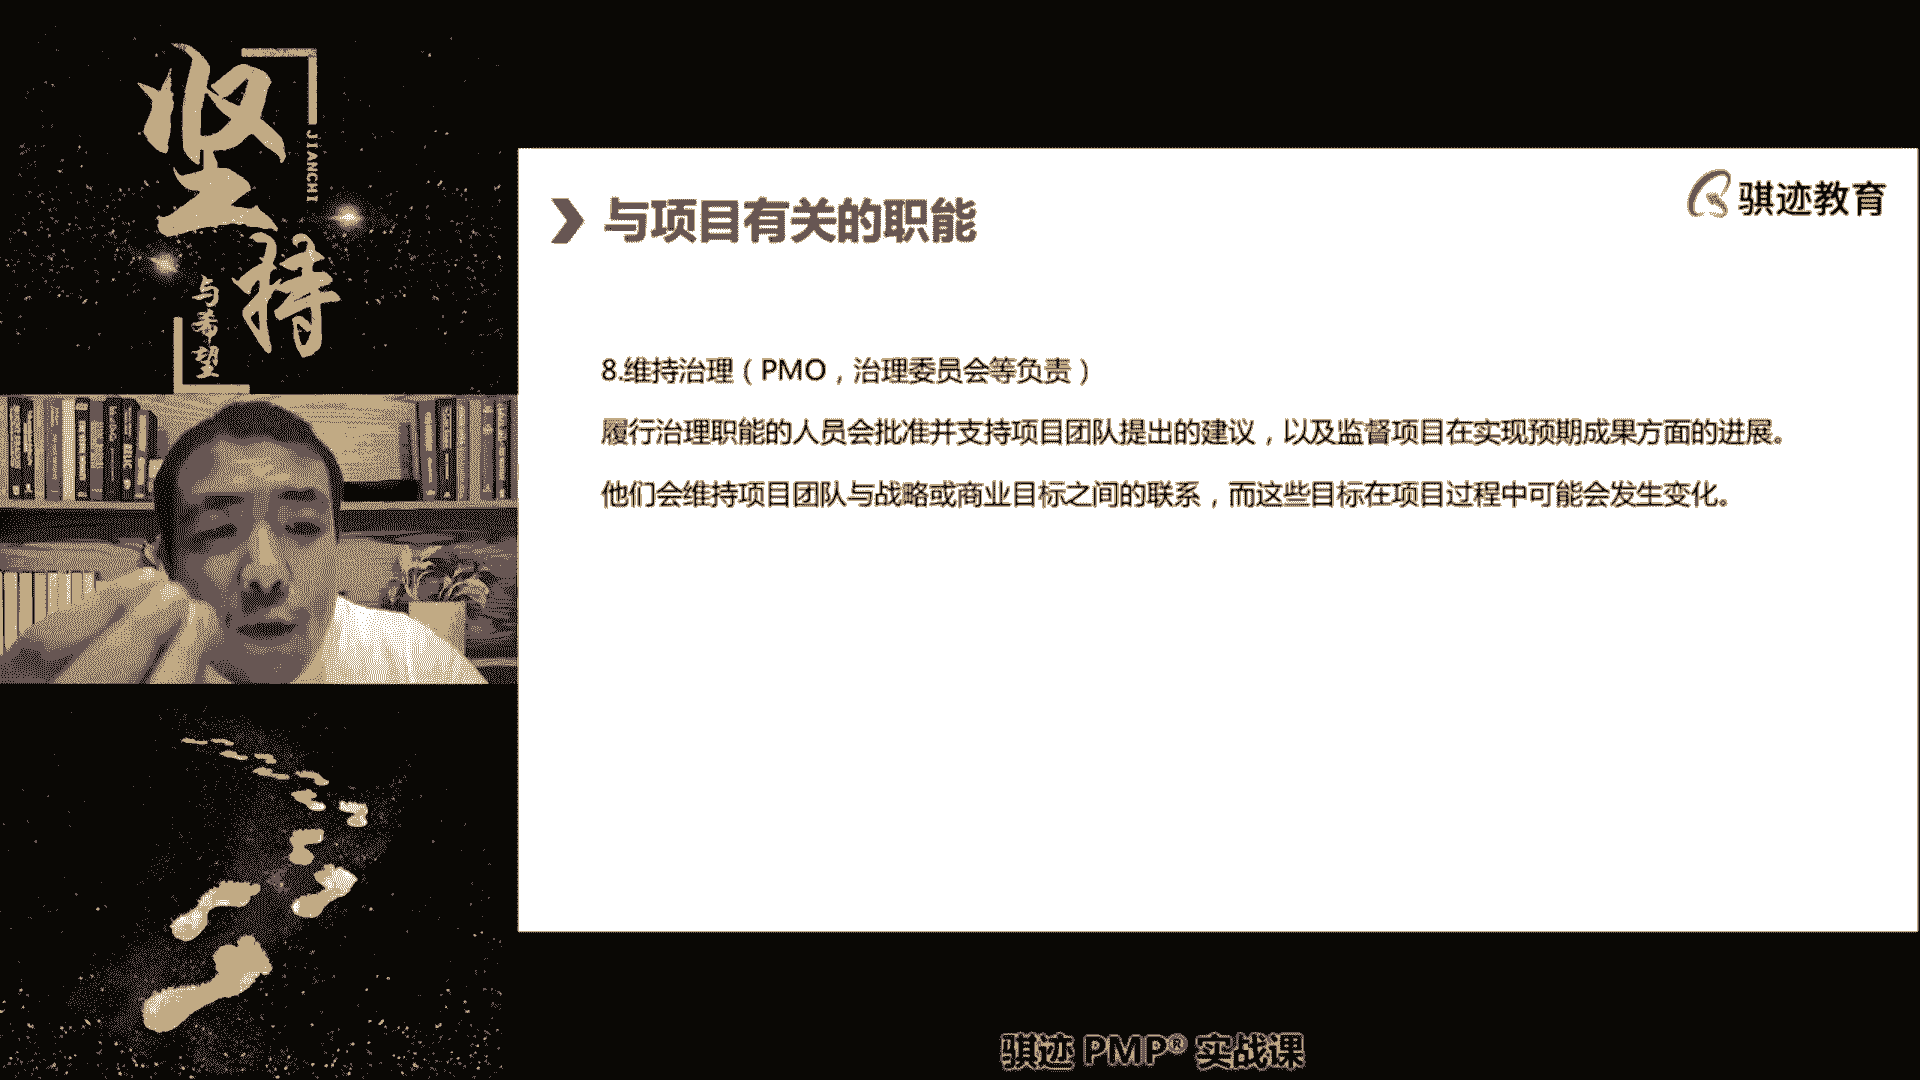 坚持
JIANCHI
与希望
骐迹教育
与项目有关的职能
8.维持治理（PMO，治理委员会等负责）
履行治理职能的人员会批准并支持项目团队提出的建议，以及监督项目在实现预期成果方面的进展。
他们会维持项目团队与战略或商业目标之间的联系，而这些目标在项目过程中可能会发生变化。
骐迹 PMP® 实战课